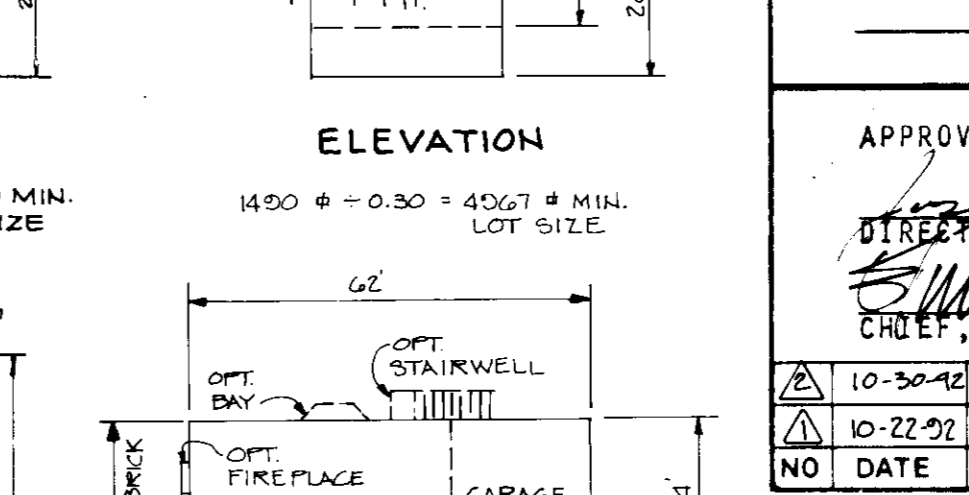 ELEVATION
MIN.
1490 ⌀ ÷ 0.30 = 4967 ⌀ MIN.
LOT SIZE
62'
OPT.
STAIRWELL
OPT.
BAY
OPT.
FIREPLACE
BRICK
GARAGE
APPROV
DIRECT
CHIEF,
2 10-30-92
1 10-22-92
NO DATE